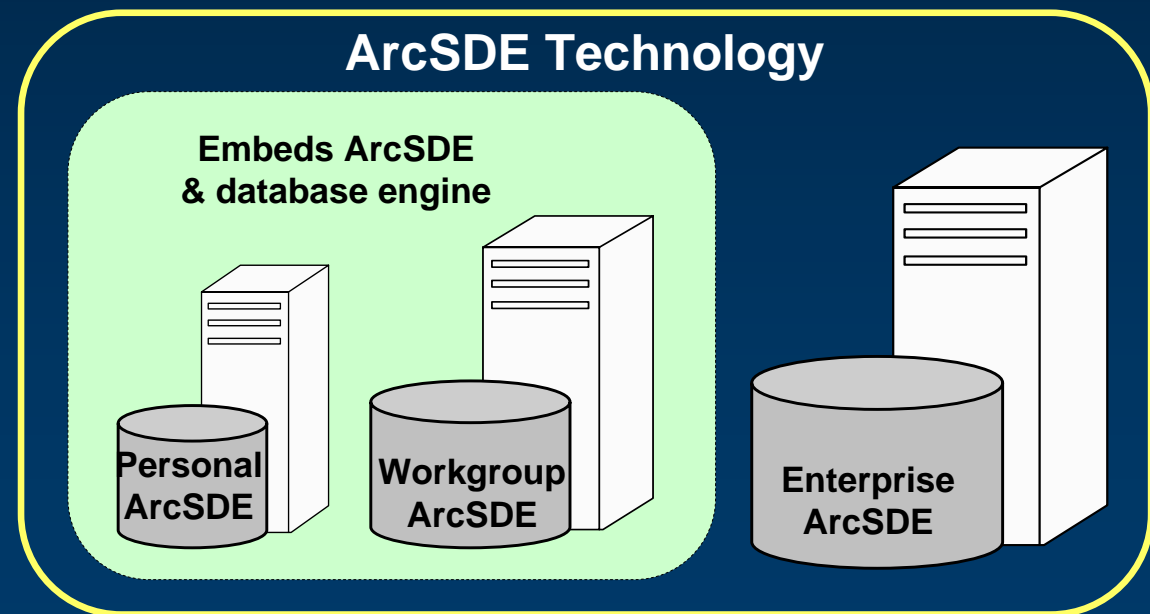 ArcSDE Technology
Embeds ArcSDE
& database engine
Personal
ArcSDE
Workgroup
ArcSDE
Enterprise
ArcSDE